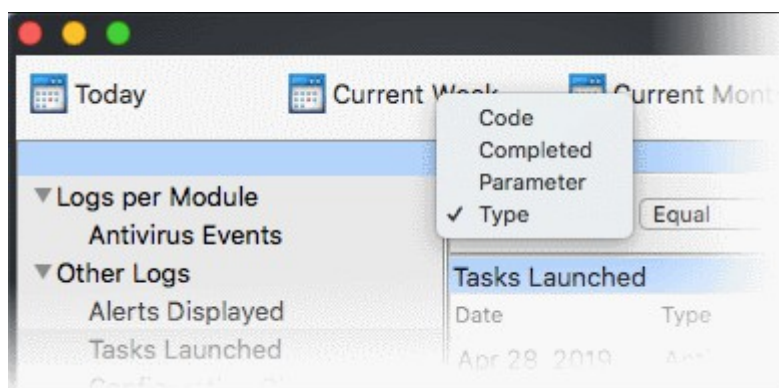 Today
Current Week
Current Mont
Code
Completed
Parameter
Type
Equal
Logs per Module
Antivirus Events
Other Logs
Alerts Displayed
Tasks Launched
Tasks Launched
Date Type
Apr 28 2019